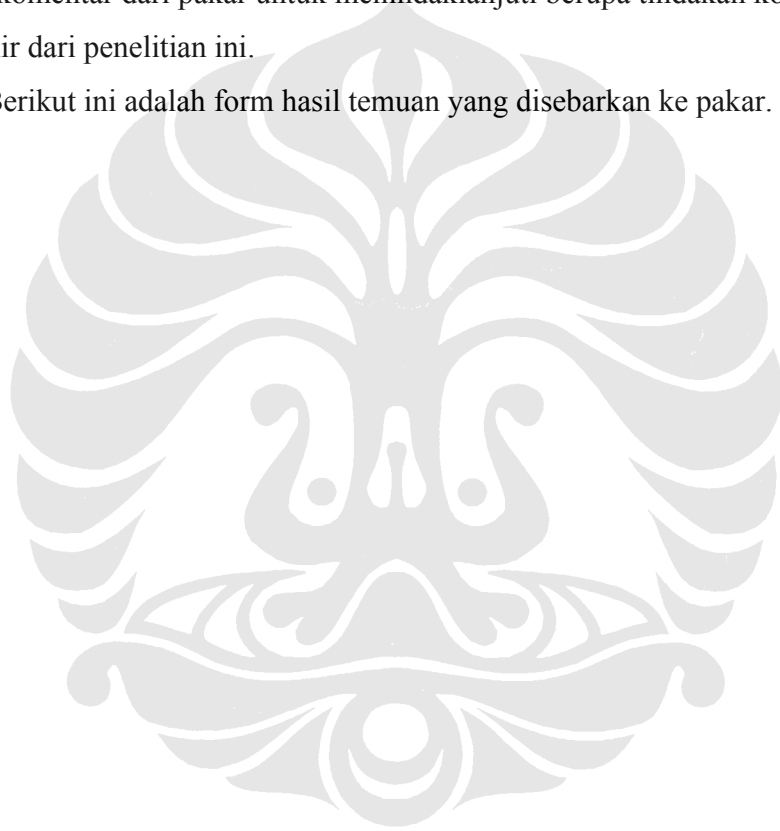 komentar dari pakar untuk menindaklanjuti berupa tindakan
ir dari penelitian ini.
Berikut ini adalah form hasil temuan yang disebarkan ke pakar.